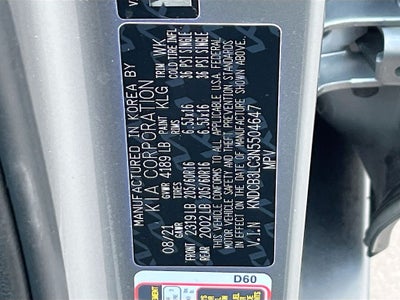 MANUFACTURED IN KOREA BY
KIA CORPORATION
08/21 GVWR 4189 LB PAINT KLG TRIM WK
GAWR TIRES RIMS COLD TIRE INFL.
FRONT 2319 LB 205/60R16 6.5JX16 36 PSI SINGLE
REAR 2002 LB 205/60R16 6.5JX16 36 PSI SINGLE
THIS VEHICLE CONFORMS TO ALL APPLICABLE U.S.A FEDERAL
MOTOR VEHICLE SAFETY AND THEFT PREVENTION STANDARDS
IN EFFECT ON THE DATE OF MANUFACTURE SHOWN ABOVE.
V.I.N KNDCB3LC3N5504647
MPV
D60